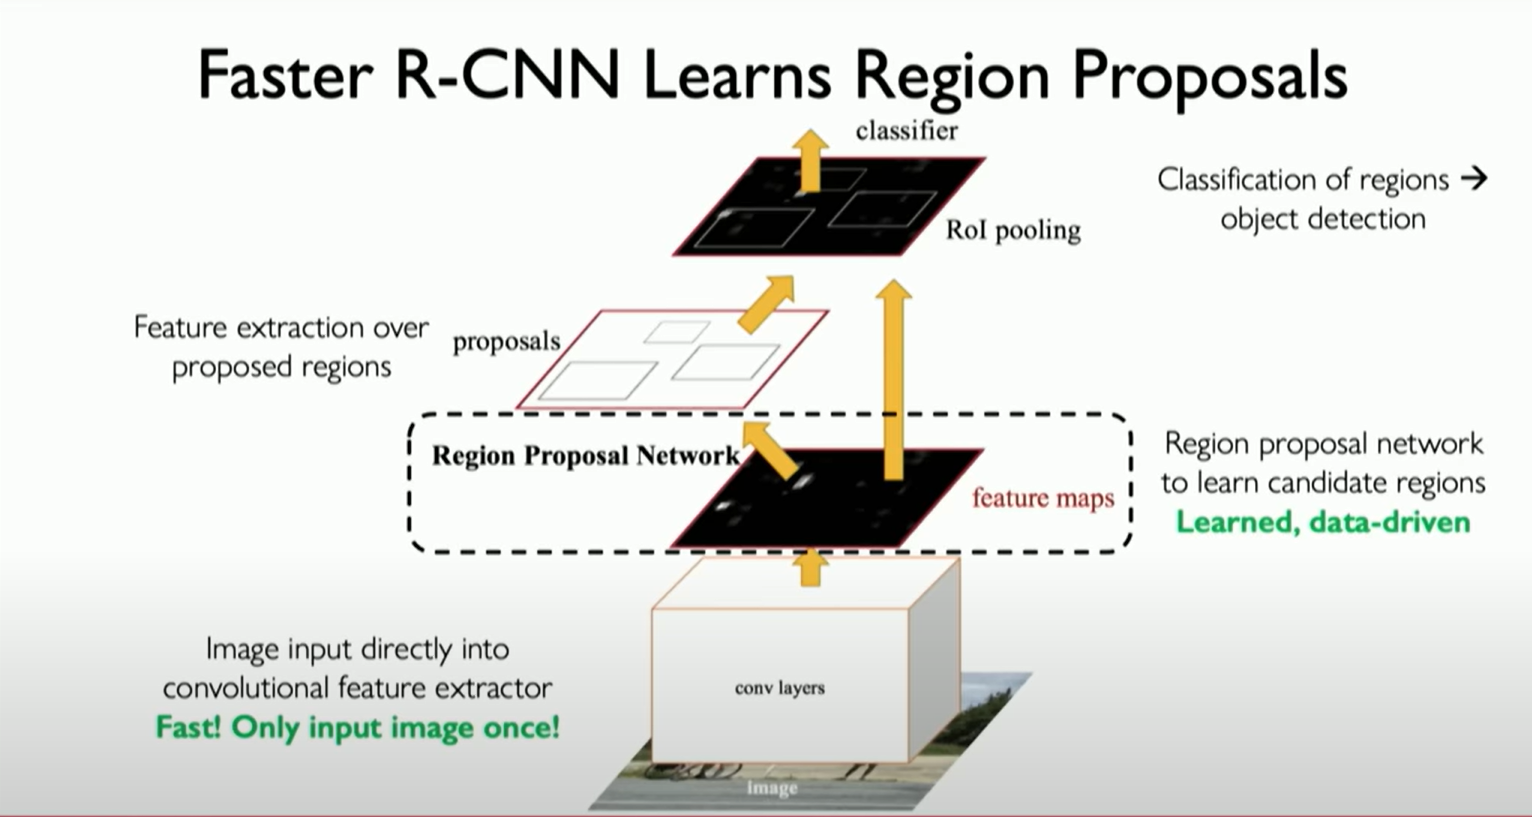 Faster R-CNN Learns Region Proposals
classifier
Classification of regions →
object detection
RoI pooling
Feature extraction over
proposed regions
proposals
Region Proposal Network
feature maps
Region proposal network
to learn candidate regions
Learned, data-driven
Image input directly into
convolutional feature extractor
Fast! Only input image once!
conv layers
image